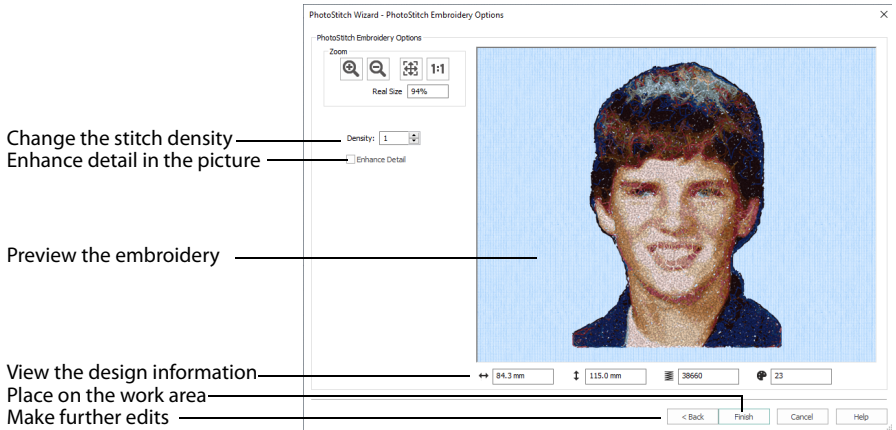 PhotoStitch Wizard - PhotoStitch Embroidery Options
PhotoStitch Embroidery Options
Zoom
1:1
Real Size 94%
Change the stitch density
Density: 1
Enhance detail in the picture
Enhance Detail
Preview the embroidery
View the design information
84.3 mm 115.0 mm 38660 23
Place on the work area
Make further edits
< Back Finish Cancel Help